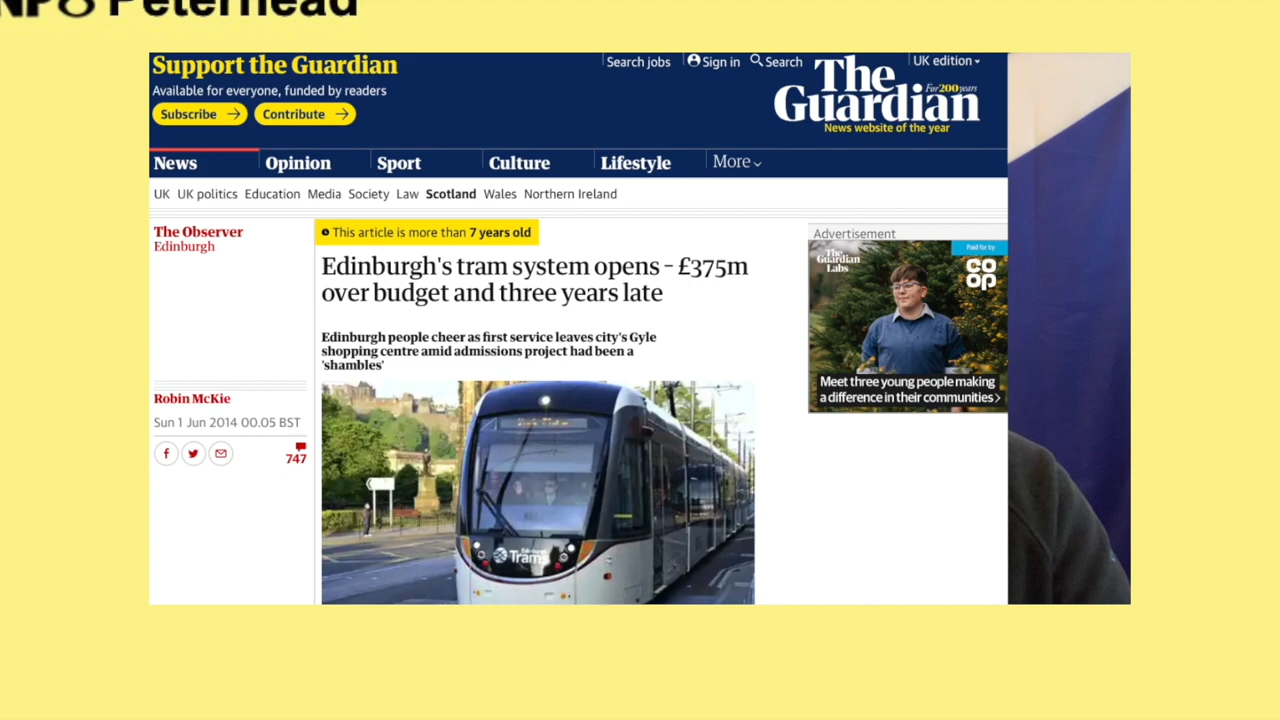 Peterhead
Support the Guardian
Available for everyone, funded by readers
Subscribe
Contribute
Search jobs
Sign in
Search
UK edition
The
Guardian
For 200 years
News website of the year
News
Opinion
Sport
Culture
Lifestyle
More
UK UK politics Education Media Society Law Scotland Wales Northern Ireland
The Observer
Edinburgh
This article is more than 7 years old
Edinburgh's tram system opens – £375m
over budget and three years late
Edinburgh people cheer as first service leaves city's Gyle
shopping centre amid admissions project had been a
'shambles'
Robin McKie
Sun 1 Jun 2014 00.05 BST
747
Edinburgh
Trams
Advertisement
The
Guardian
Labs
Paid for by
CO
OP
Meet three young people making
a difference in their communities